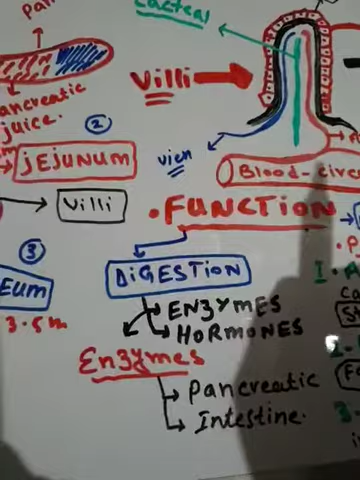 Lacteal
Villi
Pancreatic
juice.
2
JEJUNUM
vien
Blood-circ
Villi
FUNCTION
3
Eum
DIGESTION
3.5m
ENZYMES
HORMONES
Enzymes
Pancreatic
Intestine.